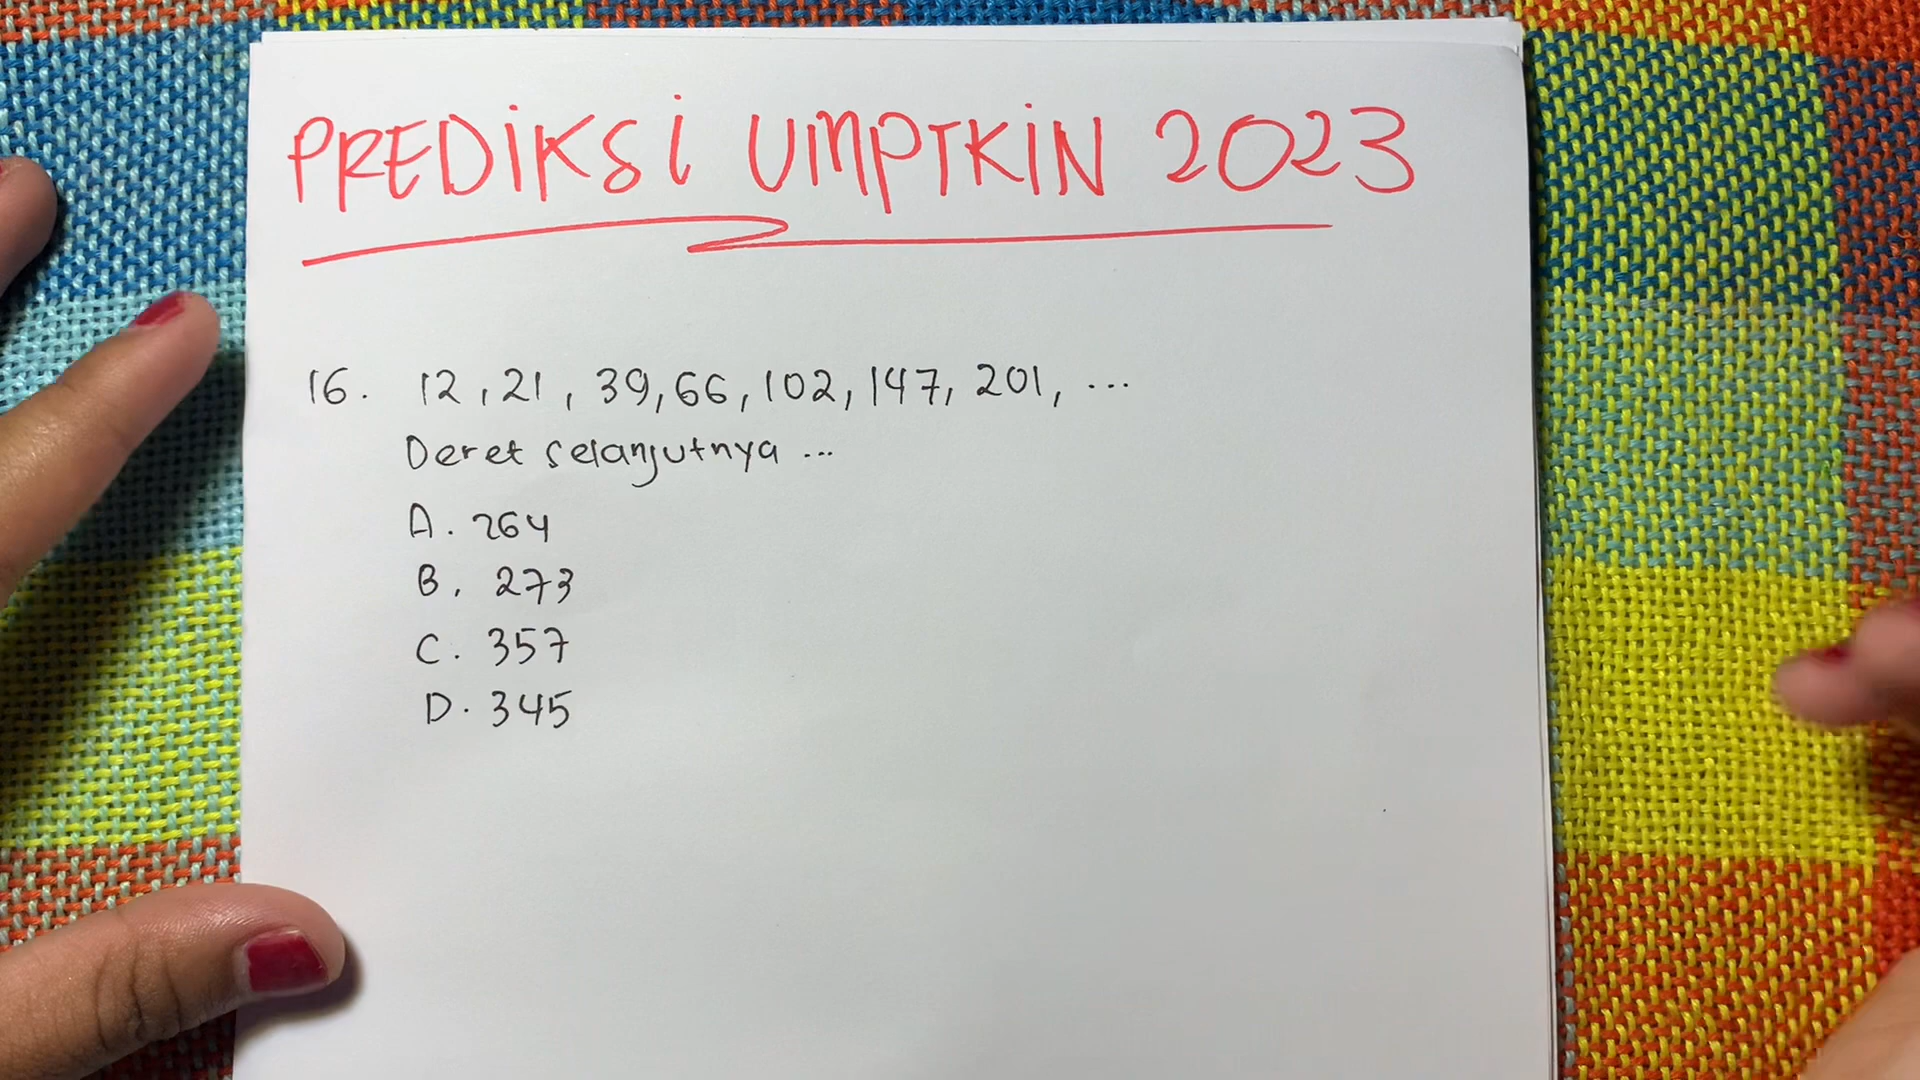 PREDIKSI UMPTKIN 2023
16. 12, 21, 39, 66, 102, 147, 201, ...
Deret selanjutnya ...
A. 264
B. 273
C. 357
D. 345